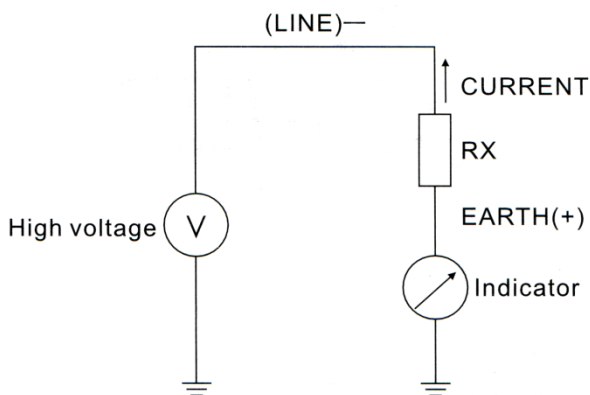 (LINE)—
CURRENT
RX
EARTH(+)
High voltage
V
Indicator